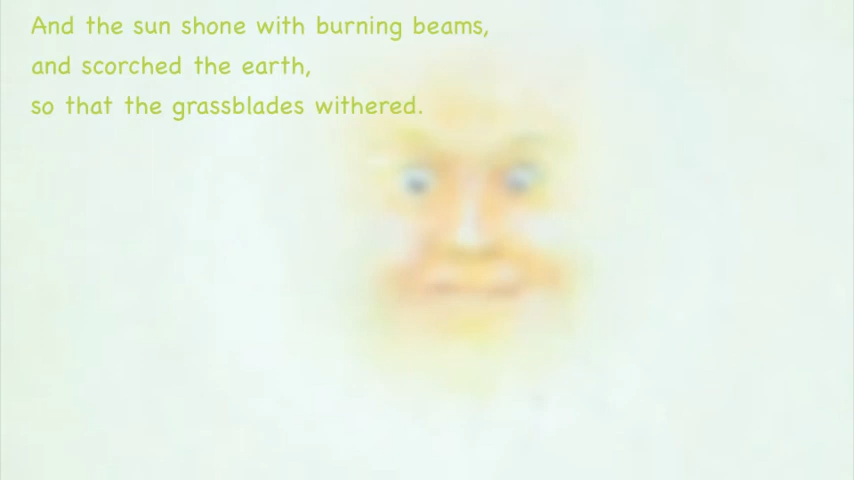 And the sun shone with burning beams,
and scorched the earth,
so that the grassblades withered.